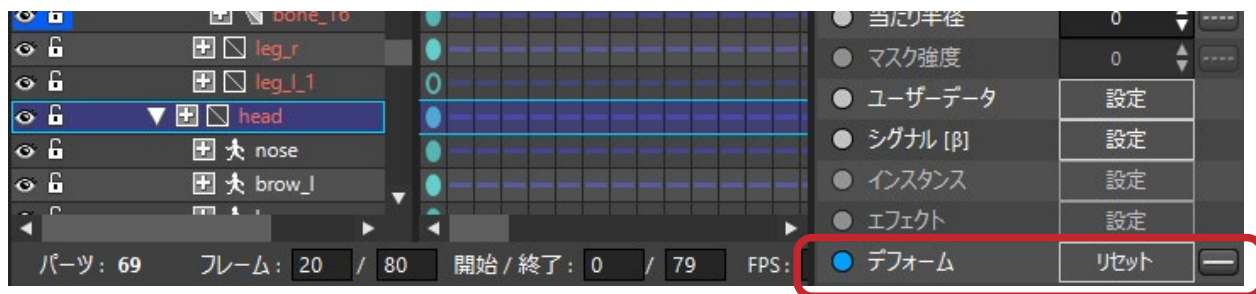 bone_16
leg_r
leg_l_1
head
nose
brow_l
パーツ: 69 フレーム: 20 / 80 開始 / 終了: 0 / 79 FPS:
当たり半径 0
マスク強度 0
ユーザーデータ 設定
シグナル [β] 設定
インスタンス 設定
エフェクト 設定
デフォーム リセット